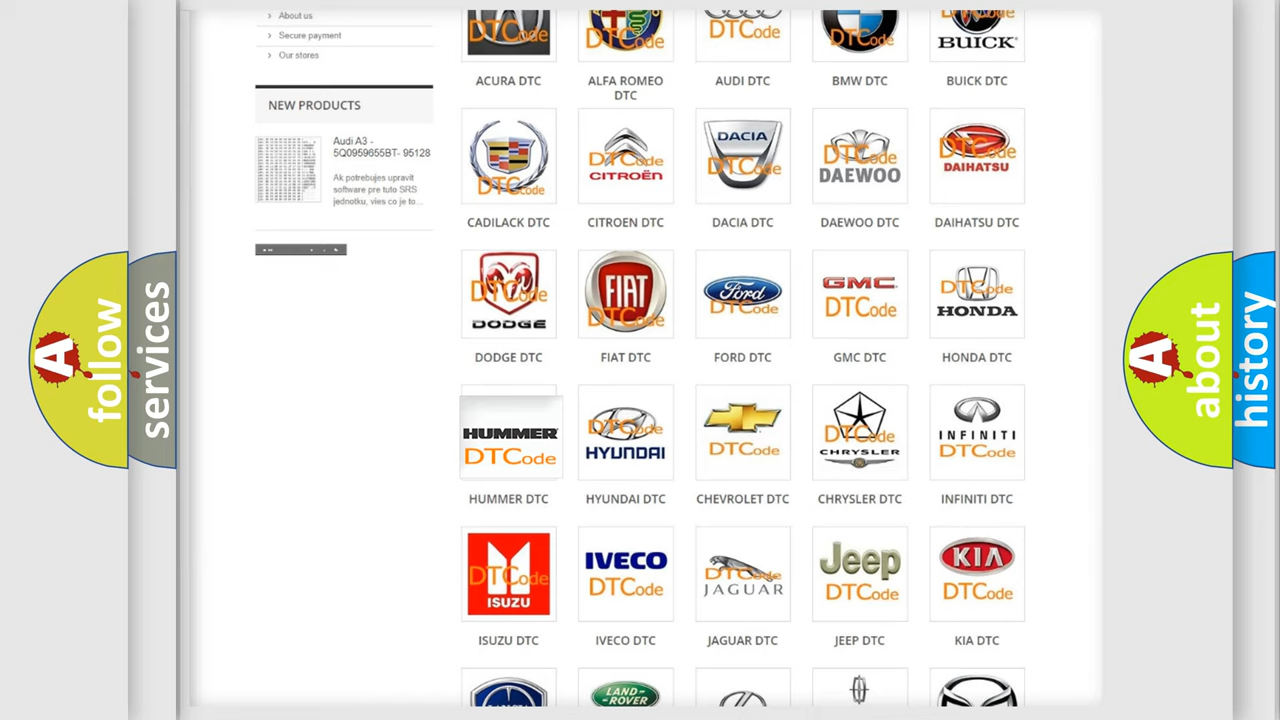 About us
Secure payment
Our stores
NEW PRODUCTS
Audi A3 -
5Q0959655BT- 95128
Ak potrebujes upravit
software pre tuto SRS
jednotku, vies co je to...
DTCode DTCode DTCode DTCode DTCode
BUICK
ACURA DTC
ALFA ROMEO
DTC
AUDI DTC
BMW DTC
BUICK DTC
DTCode
DTCode
CITROËN
DACIA
DTCode
DTCode
DAEWOO
DTCode
DAIHATSU
CADILACK DTC
CITROEN DTC
DACIA DTC
DAEWOO DTC
DAIHATSU DTC
DTCode
DODGE
FIAT
DTCode
Ford
DTCode
GMC
DTCode
DTCode
HONDA
DODGE DTC
FIAT DTC
FORD DTC
GMC DTC
HONDA DTC
HUMMER
DTCode
DTCode
HYUNDAI
DTCode
DTCode
CHRYSLER
INFINITI
DTCode
HUMMER DTC
HYUNDAI DTC
CHEVROLET DTC
CHRYSLER DTC
INFINITI DTC
DTCode
ISUZU
IVECO
DTCode
DTCode
JAGUAR
Jeep
DTCode
KIA
DTCode
ISUZU DTC
IVECO DTC
JAGUAR DTC
JEEP DTC
KIA DTC
LAND-
ROVER
A follow
services
A about
history